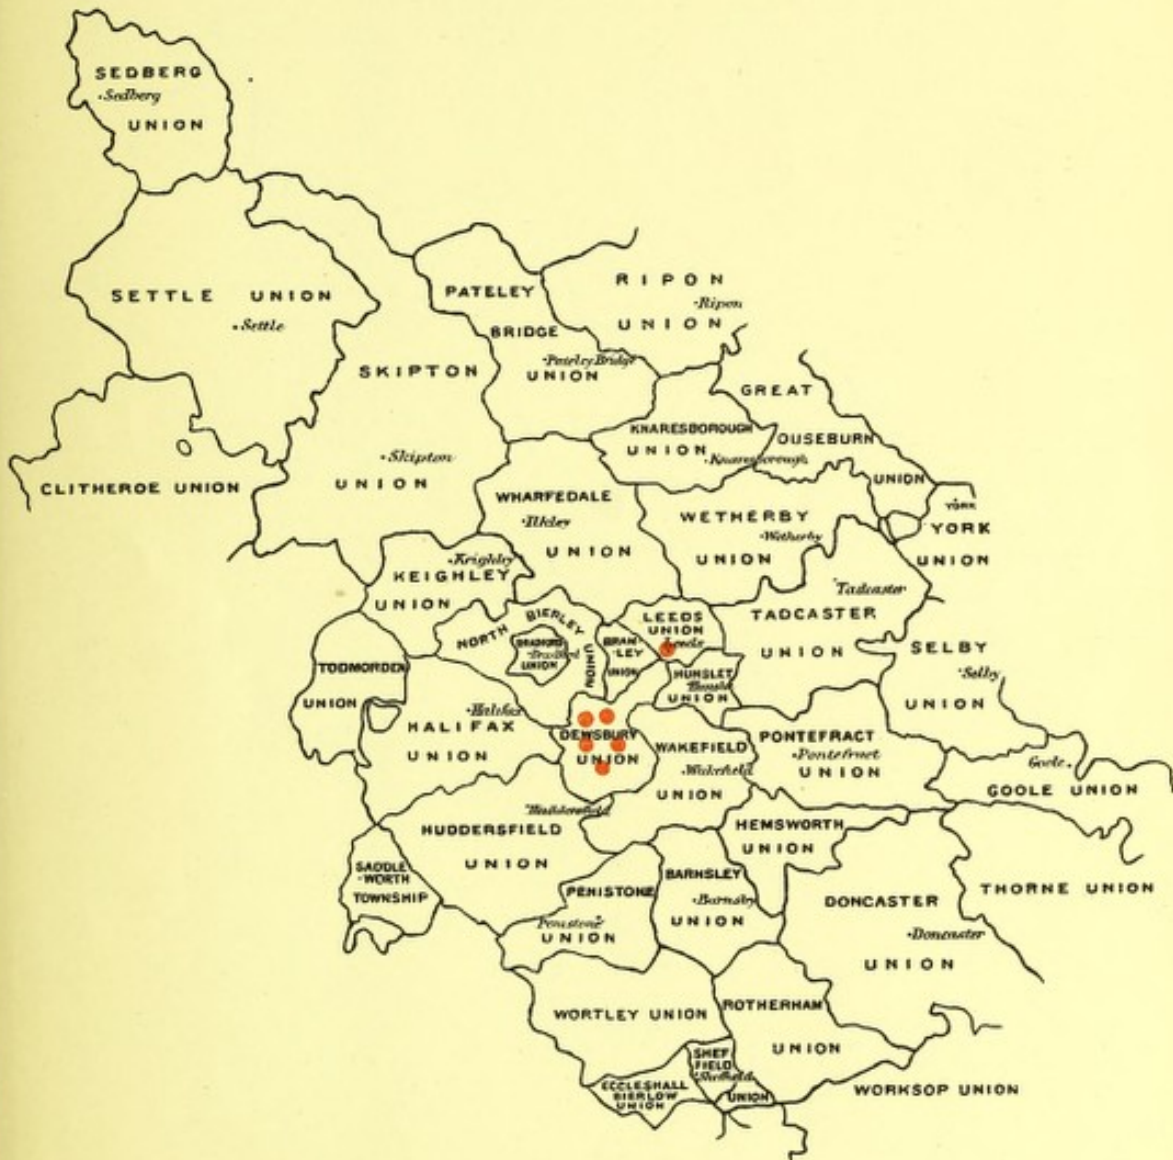 SEDBERG
Sedberg
UNION
SETTLE UNION
Settle
PATELEY
BRIDGE
Pateley Bridge
UNION
RIPON
Ripon
UNION
SKIPTON
Skipton
UNION
GREAT
OUSEBURN
UNION
KNARESBOROUGH
UNION
Knaresborough
CLITHEROE UNION
WHARFEDALE
Ilkley
UNION
WETHERBY
Wetherby
UNION
YORK
YORK
UNION
Keighley
KEIGHLEY
UNION
Tadcaster
TADCASTER
UNION
NORTH BIERLEY UNION
BRADFORD
Bradford
UNION
BRAM-
LEY
UNION
LEEDS
UNION
Leeds
HUNSLET
Hunslet
UNION
SELBY
Selby
UNION
TODMORDEN
UNION
Halifax
HALIFAX
UNION
DEWSBURY
UNION
WAKEFIELD
Wakefield
UNION
PONTEFRACT
Pontefract
UNION
Goole
GOOLE UNION
Huddersfield
HUDDERSFIELD
UNION
HEMSWORTH
UNION
SADDLE
-WORTH
TOWNSHIP
PENISTONE
Penistone
UNION
BARNSLEY
Barnsley
UNION
DONCASTER
Doncaster
UNION
THORNE UNION
WORTLEY UNION
ROTHERHAM
UNION
SHEF
FIELD
Sheffield
UNION
ECCLESHALL
BIERLOW
UNION
WORKSOP UNION